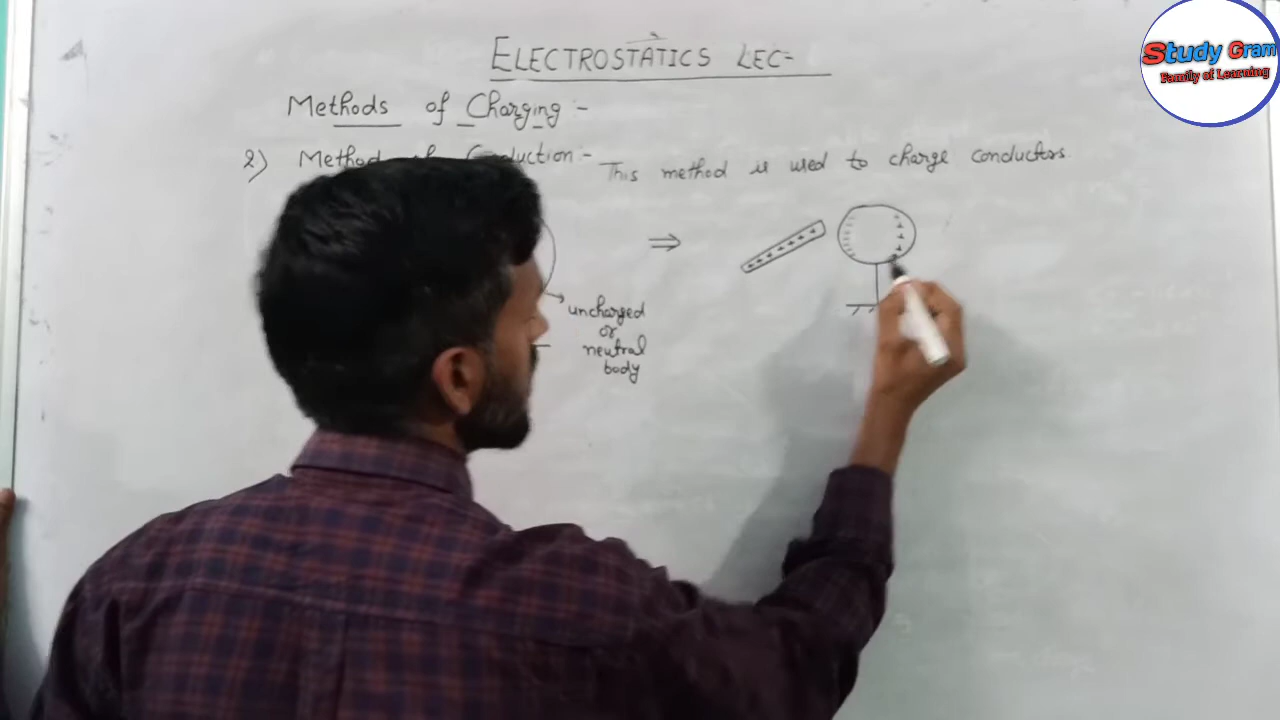 ELECTROSTATICS LEC-
Methods of Charging :-
2) Method of Conduction :- This method is used to charge conductors.
uncharged
or
neutral
body
Study Gram
Family of Learning